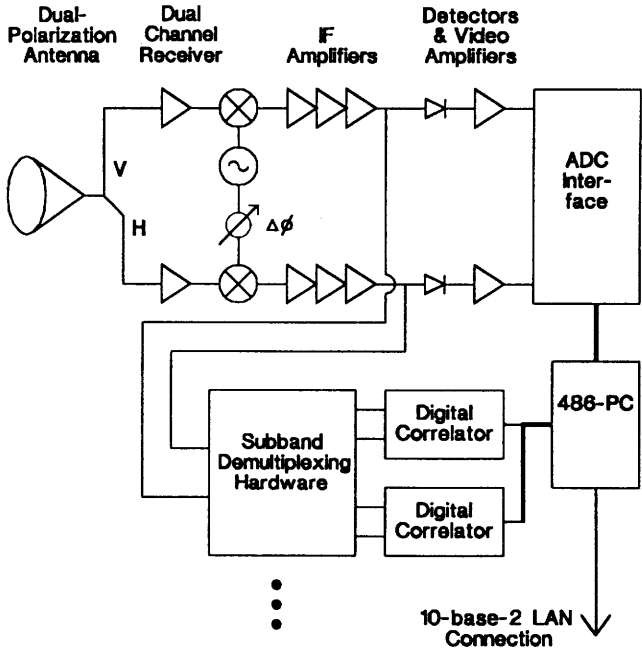 Dual-
Polarization
Antenna
Dual
Channel
Receiver
IF
Amplifiers
Detectors
& Video
Amplifiers
V
H
~
Δϕ
ADC
Inter-
face
486-PC
Subband
Demultiplexing
Hardware
Digital
Correlator
Digital
Correlator
10-base-2 LAN
Connection